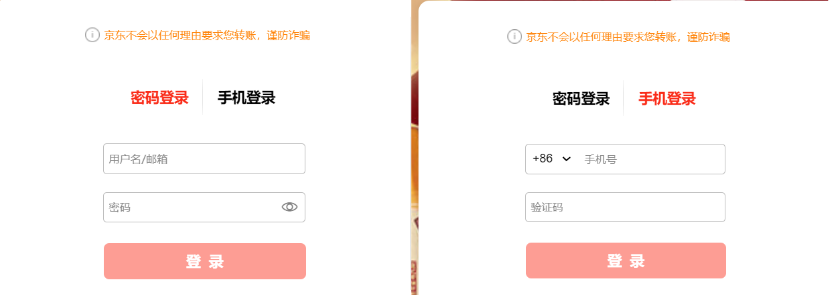 京东不会以任何理由要求您转账，谨防诈骗
密码登录 手机登录
用户名/邮箱
密码
登 录
京东不会以任何理由要求您转账，谨防诈骗
密码登录 手机登录
+86 手机号
验证码
登 录